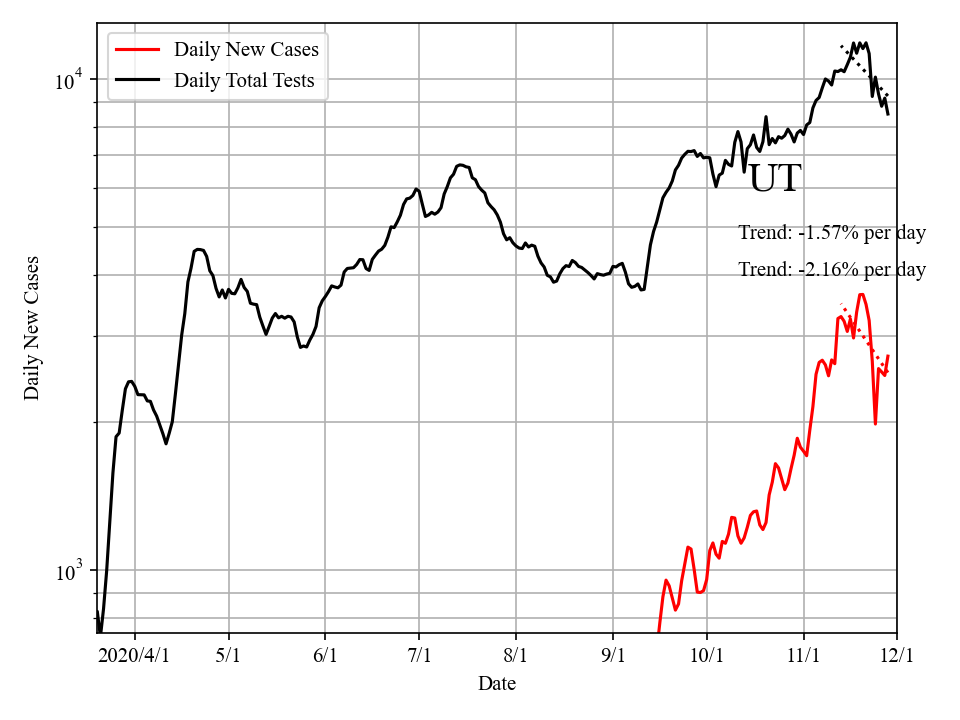 Daily New Cases
Daily Total Tests
10^4
UT
Trend: -1.57% per day
Trend: -2.16% per day
Daily New Cases
10^3
2020/4/1 5/1 6/1 7/1 8/1 9/1 10/1 11/1 12/1
Date